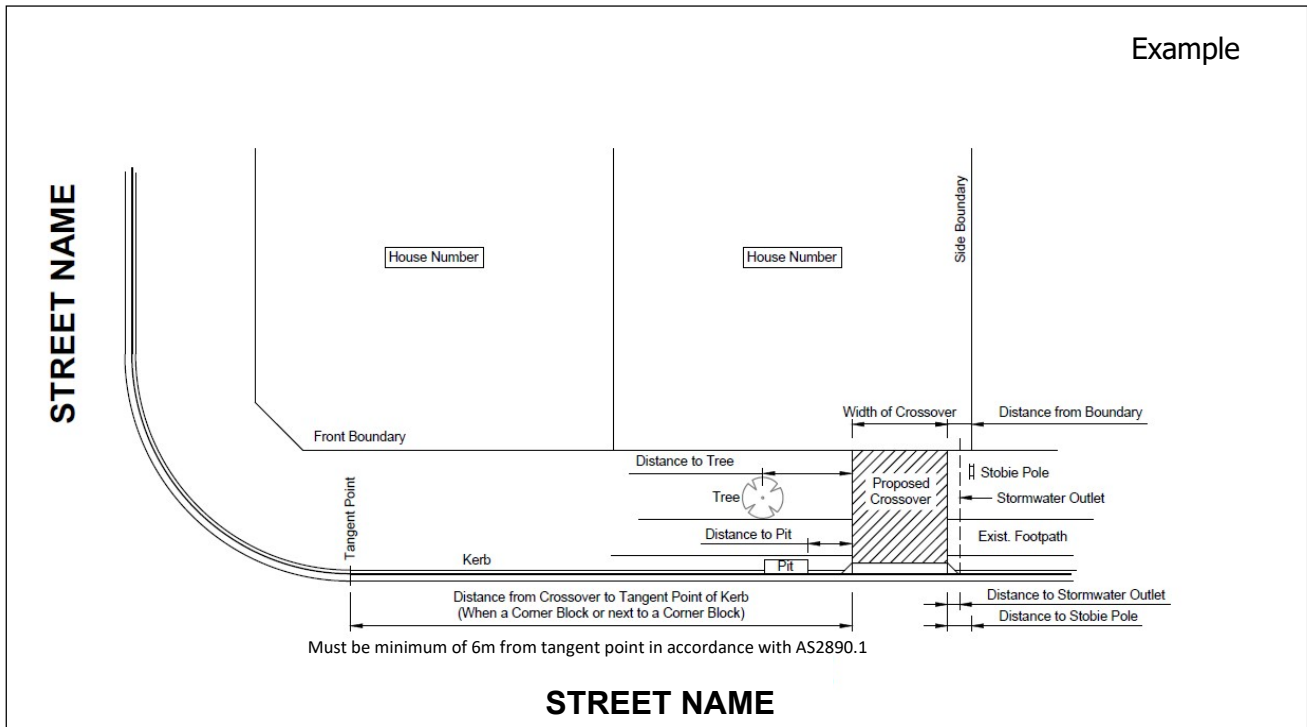 Example
STREET NAME
House Number
House Number
Side Boundary
Width of Crossover
Distance from Boundary
Front Boundary
Distance to Tree
Stobie Pole
Tree
Proposed
Crossover
Stormwater Outlet
Tangent Point
Distance to Pit
Exist. Footpath
Kerb
Pit
Distance from Crossover to Tangent Point of Kerb
(When a Corner Block or next to a Corner Block)
Distance to Stormwater Outlet
Distance to Stobie Pole
Must be minimum of 6m from tangent point in accordance with AS2890.1
STREET NAME